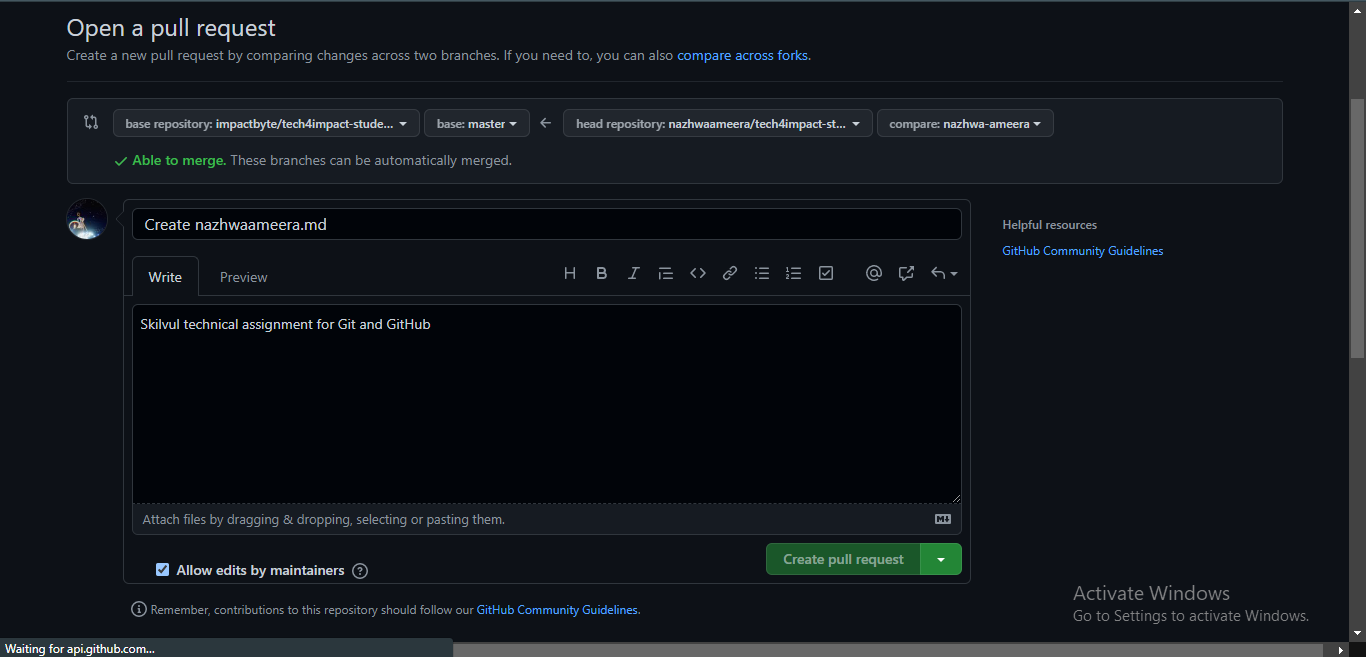 Open a pull request
Create a new pull request by comparing changes across two branches. If you need to, you can also compare across forks.
base repository: impactbyte/tech4impact-stude... base: master head repository: nazhwaameera/tech4impact-st... compare: nazhwa-ameera
Able to merge. These branches can be automatically merged.
Create nazhwaameera.md
Helpful resources
GitHub Community Guidelines
Write Preview
Skilvul technical assignment for Git and GitHub
Attach files by dragging & dropping, selecting or pasting them.
Create pull request
Allow edits by maintainers
Remember, contributions to this repository should follow our GitHub Community Guidelines.
Activate Windows
Go to Settings to activate Windows.
Waiting for api.github.com...